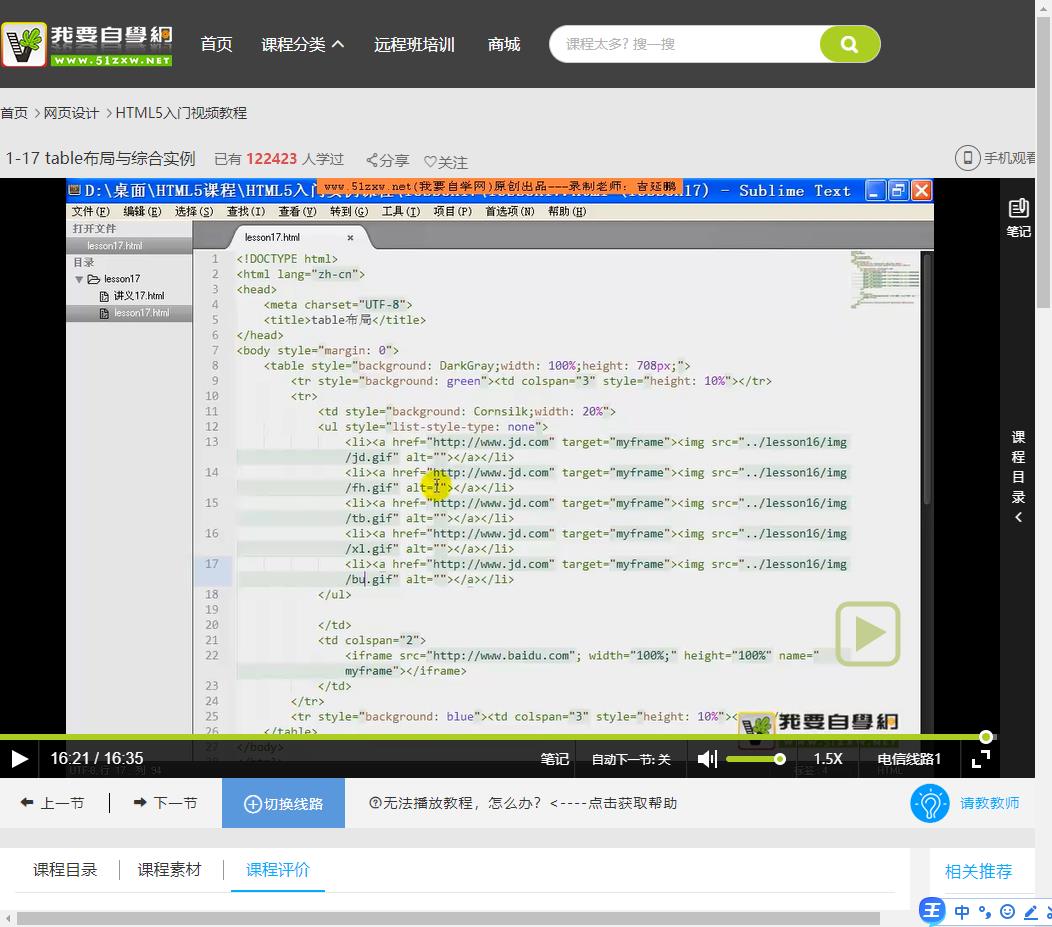 我要自學網
WWW.51ZXW.NET
首页
课程分类
远程班培训
商城
课程太多?搜一搜
首页 > 网页设计 > HTML5入门视频教程
1-17 table布局与综合实例
已有 122423 人学过
分享
关注
手机观看
D:\桌面\HTML5课程\HTML5入门
www.51zxw.net(我要自学网)原创出品---录制老师：吉延鹏
17) - Sublime Text
文件(F) 编辑(E) 选择(S) 查找(I) 查看(V) 转到(G) 工具(T) 项目(P) 首选项(N) 帮助(H)
打开文件
lesson17.html
目录
lesson17
讲义17.html
lesson17.html
lesson17.html ×
1 <!DOCTYPE html>
2 <html lang="zh-cn">
3 <head>
4 <meta charset="UTF-8">
5 <title>table布局</title>
6 </head>
7 <body style="margin: 0">
8 <table style="background: DarkGray;width: 100%;height: 708px;">
9 <tr style="background: green"><td colspan="3" style="height: 10%"></tr>
10 <tr>
11 <td style="background: Cornsilk;width: 20%">
12 <ul style="list-style-type: none">
13 <li><a href="http://www.jd.com" target="myframe"><img src="../lesson16/img
/jd.gif" alt=""></a></li>
14 <li><a href="http://www.jd.com" target="myframe"><img src="../lesson16/img
/fh.gif" alt=""></a></li>
15 <li><a href="http://www.jd.com" target="myframe"><img src="../lesson16/img
/tb.gif" alt=""></a></li>
16 <li><a href="http://www.jd.com" target="myframe"><img src="../lesson16/img
/xl.gif" alt=""></a></li>
17 <li><a href="http://www.jd.com" target="myframe"><img src="../lesson16/img
/bu.gif" alt=""></a></li>
18 </ul>
19
20 </td>
21 <td colspan="2">
22 <iframe src="http://www.baidu.com"; width="100%;" height="100%" name="
myframe"></iframe>
23 </td>
24 </tr>
25 <tr style="background: blue"><td colspan="3" style="height: 10%"><
/tr>
26 </table>
27 </body>
我要自學網
笔记
课程目录
16:21 / 16:35
笔记
自动下一节:关
1.5X
电信线路1
UTF-8, 行 17, 列 94
标签: 4
HTML
上一节
下一节
切换线路
无法播放教程，怎么办？<----点击获取帮助
请教教师
课程目录
课程素材
课程评价
相关推荐
王 中